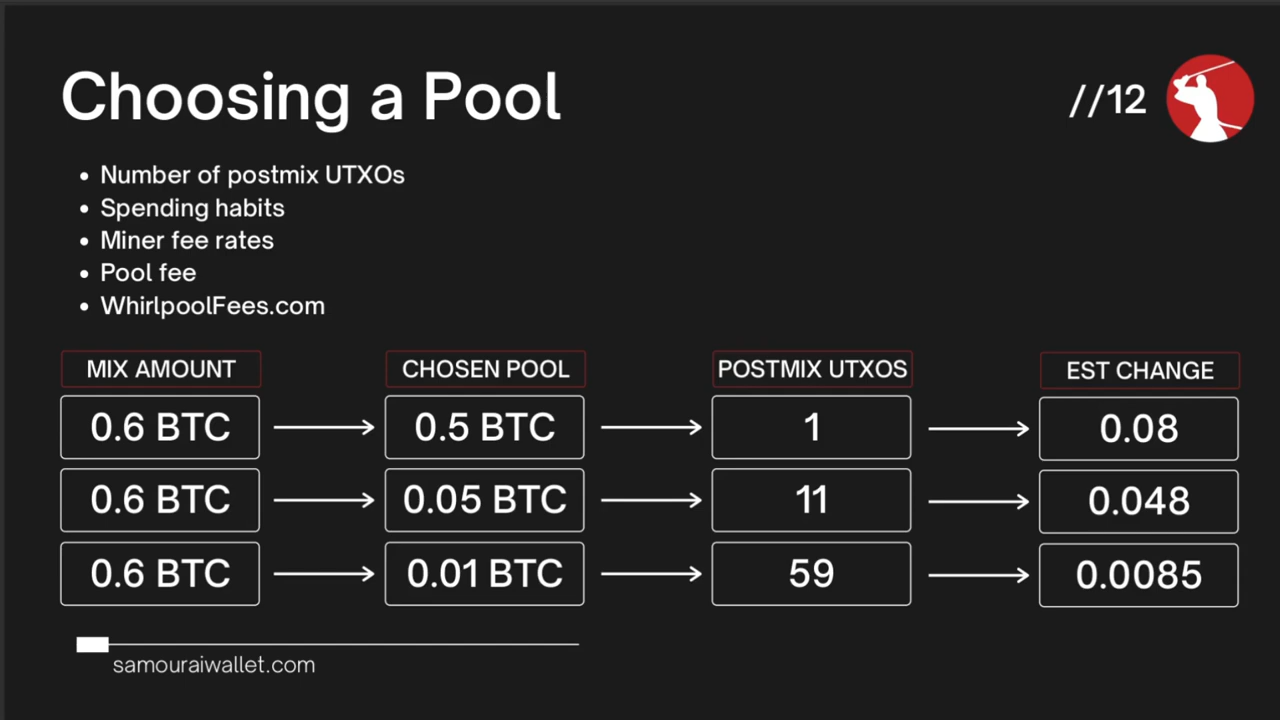 Choosing a Pool
//12
Number of postmix UTXOs
Spending habits
Miner fee rates
Pool fee
WhirlpoolFees.com
MIX AMOUNT CHOSEN POOL POSTMIX UTXOS EST CHANGE
0.6 BTC 0.5 BTC 1 0.08
0.6 BTC 0.05 BTC 11 0.048
0.6 BTC 0.01 BTC 59 0.0085
samouraiwallet.com